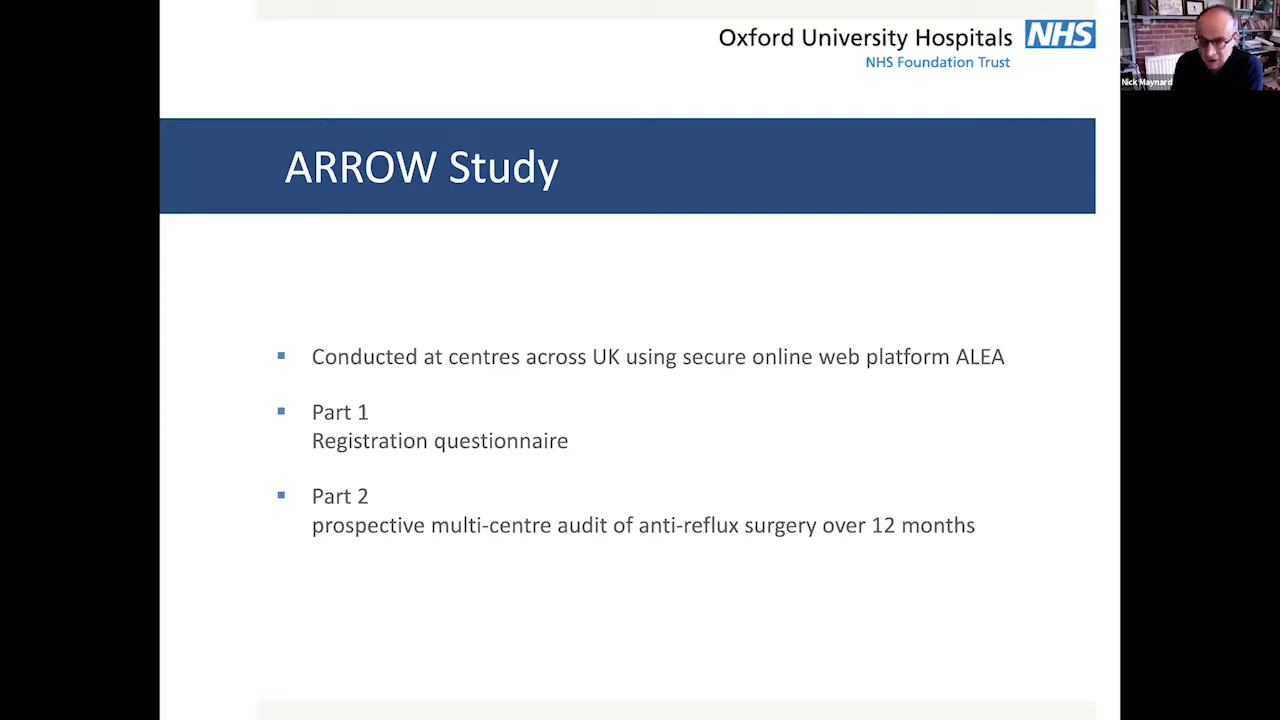 Oxford University Hospitals NHS
NHS Foundation Trust
Nick Maynard
ARROW Study
Conducted at centres across UK using secure online web platform ALEA
Part 1
Registration questionnaire
Part 2
prospective multi-centre audit of anti-reflux surgery over 12 months